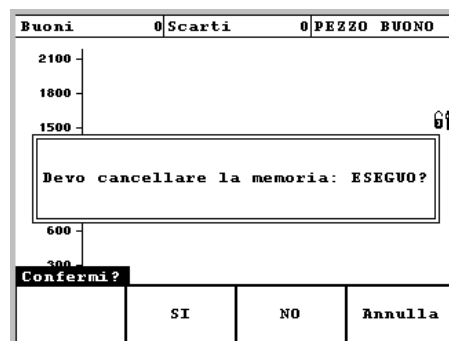 Buoni 0 Scarti 0 PEZZO BUONO
2100
1800
1500
Devo cancellare la memoria: ESEGUO?
600
300
Confermi?
SI NO Annulla